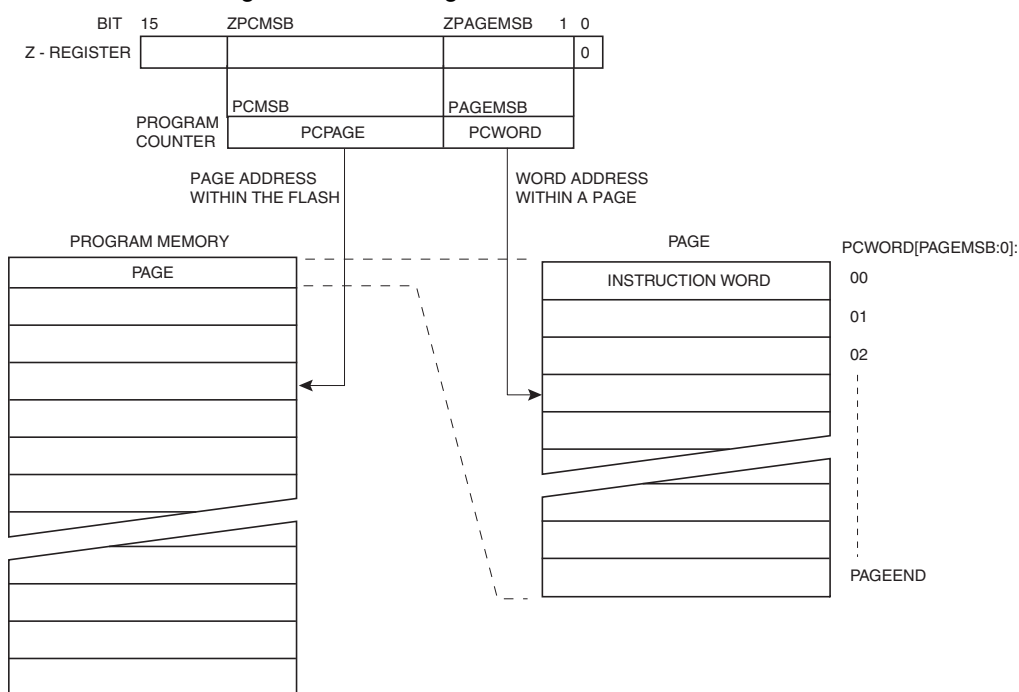 BIT 15 ZPCMSB ZPAGEMSB 1 0
Z - REGISTER 0
PCMSB PAGEMSB
PROGRAM
COUNTER
PCPAGE PCWORD
PAGE ADDRESS
WITHIN THE FLASH
WORD ADDRESS
WITHIN A PAGE
PROGRAM MEMORY
PAGE
PAGE
INSTRUCTION WORD
PCWORD[PAGEMSB:0]:
00
01
02
PAGEEND